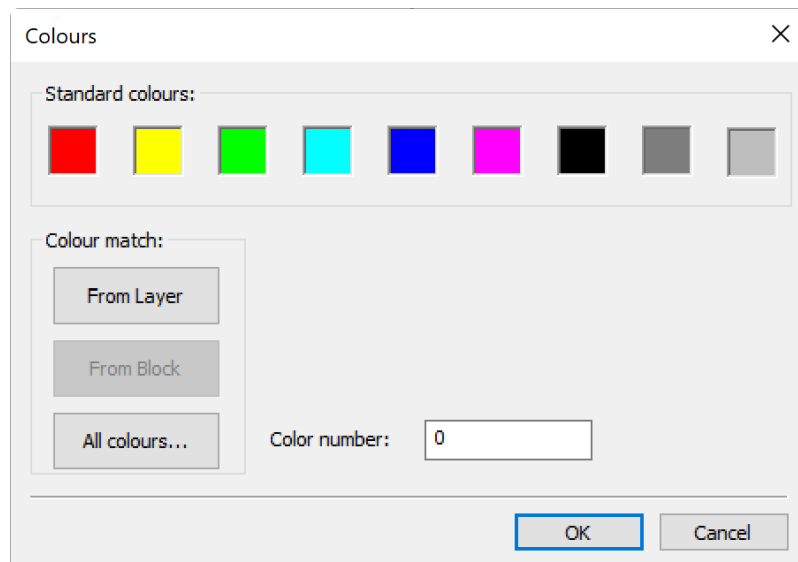 Colours
Standard colours:
Colour match:
From Layer
From Block
All colours...
Color number:
0
OK
Cancel